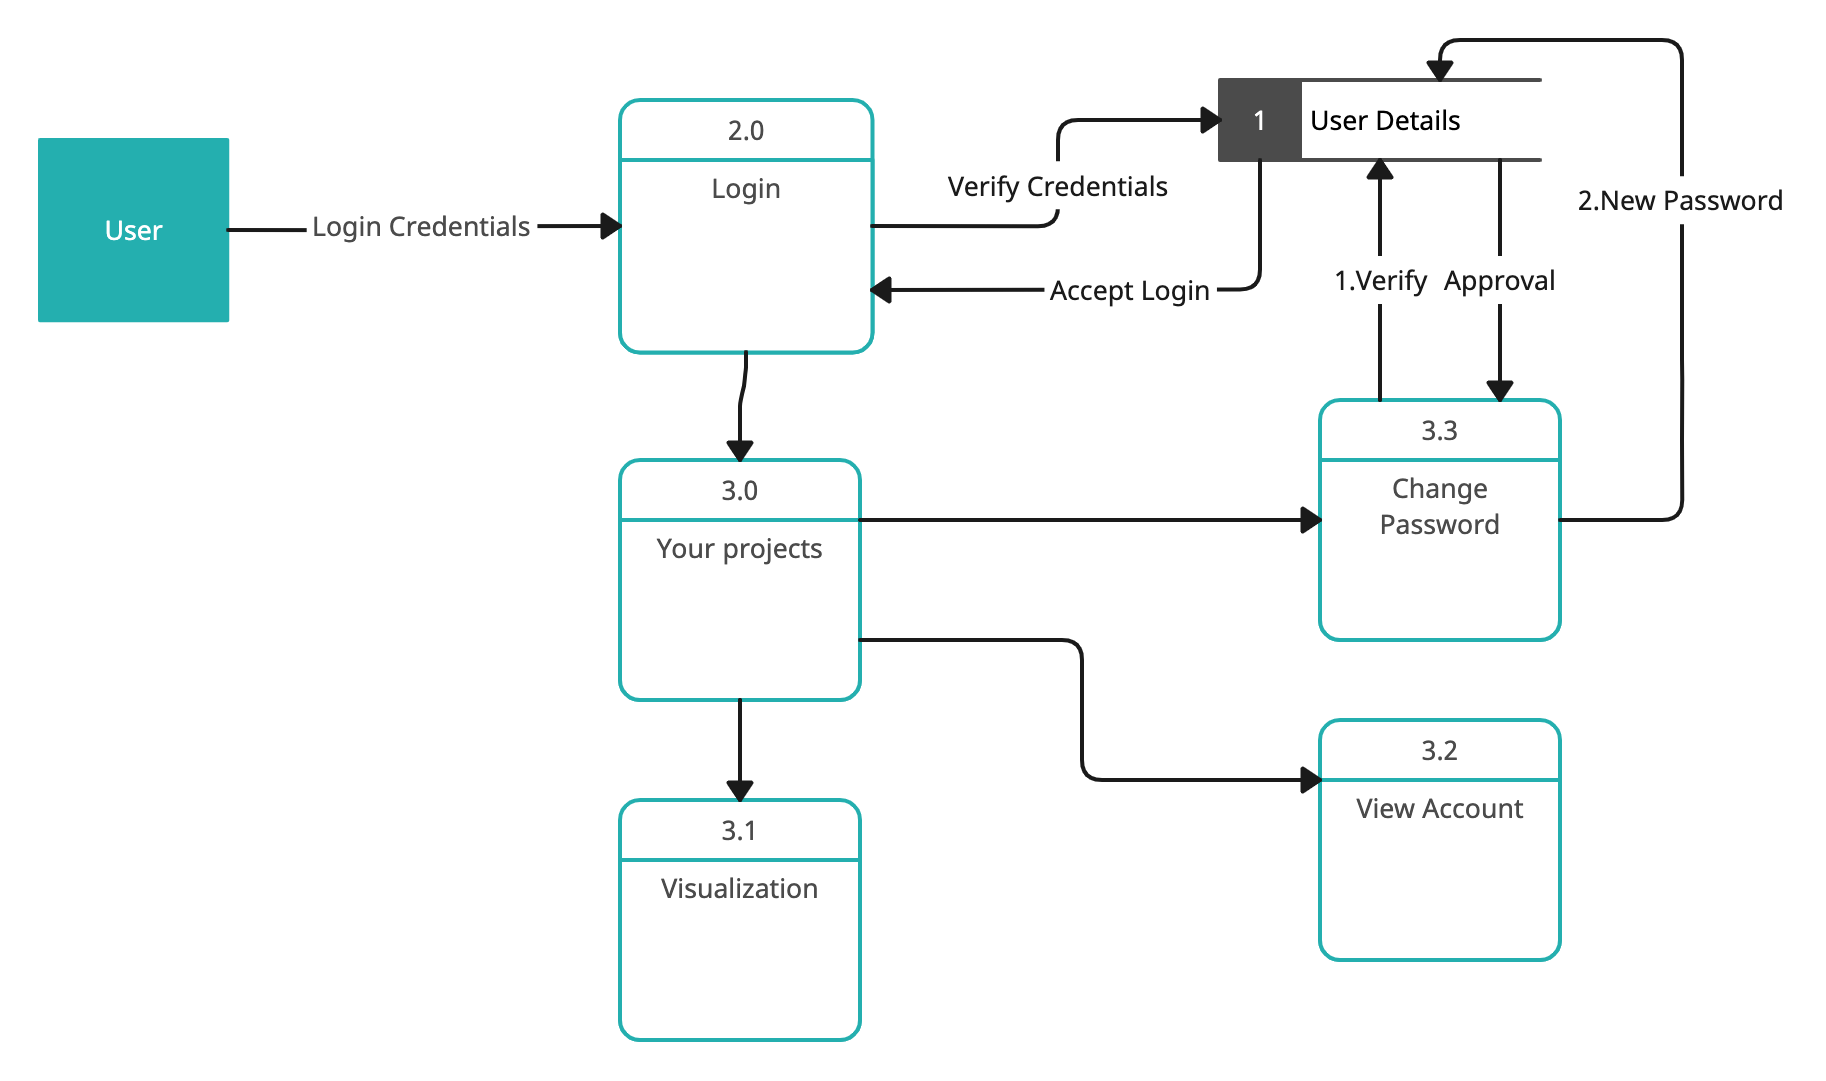 1
User Details
2.0
Login
Verify Credentials
2.New Password
User
Login Credentials
Accept Login
1.Verify
Approval
3.3
Change
Password
3.0
Your projects
3.2
View Account
3.1
Visualization